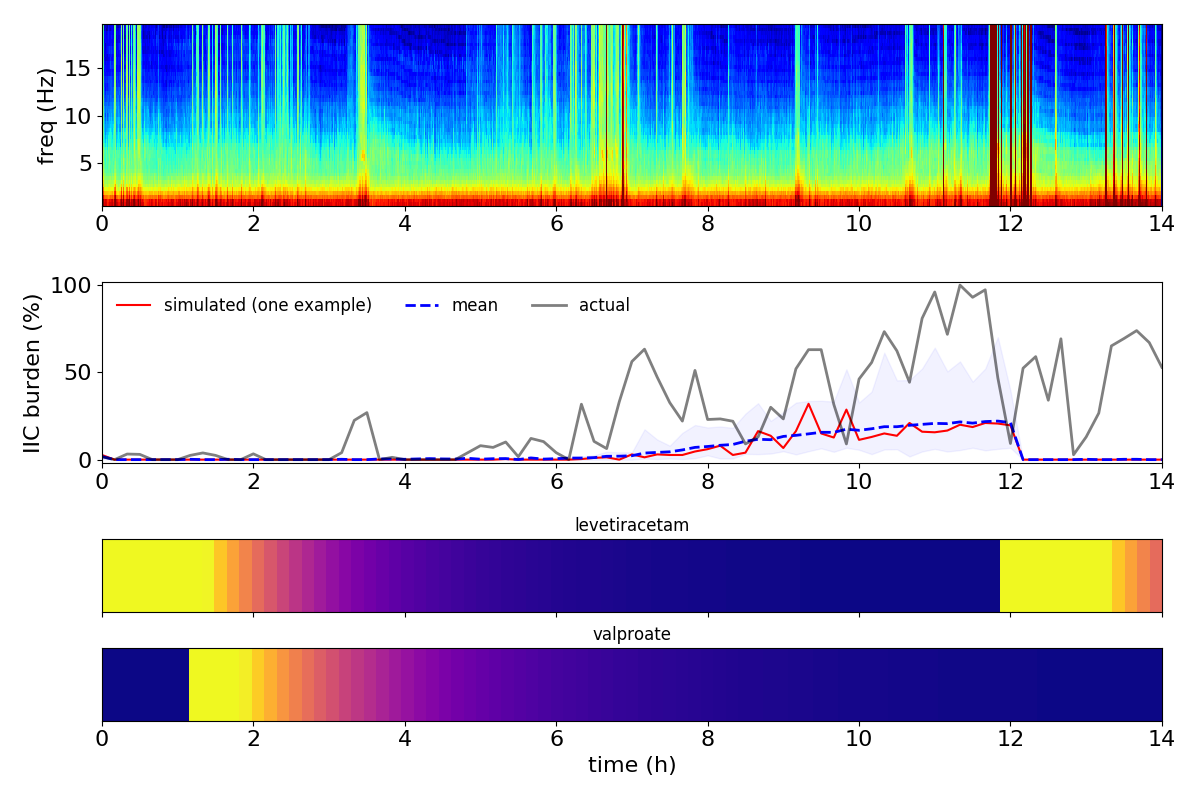 15
10
5
freq (Hz)
0 2 4 6 8 10 12 14
100
50
0
IIC burden (%)
simulated (one example) mean actual
0 2 4 6 8 10 12 14
levetiracetam
valproate
0 2 4 6 8 10 12 14
time (h)